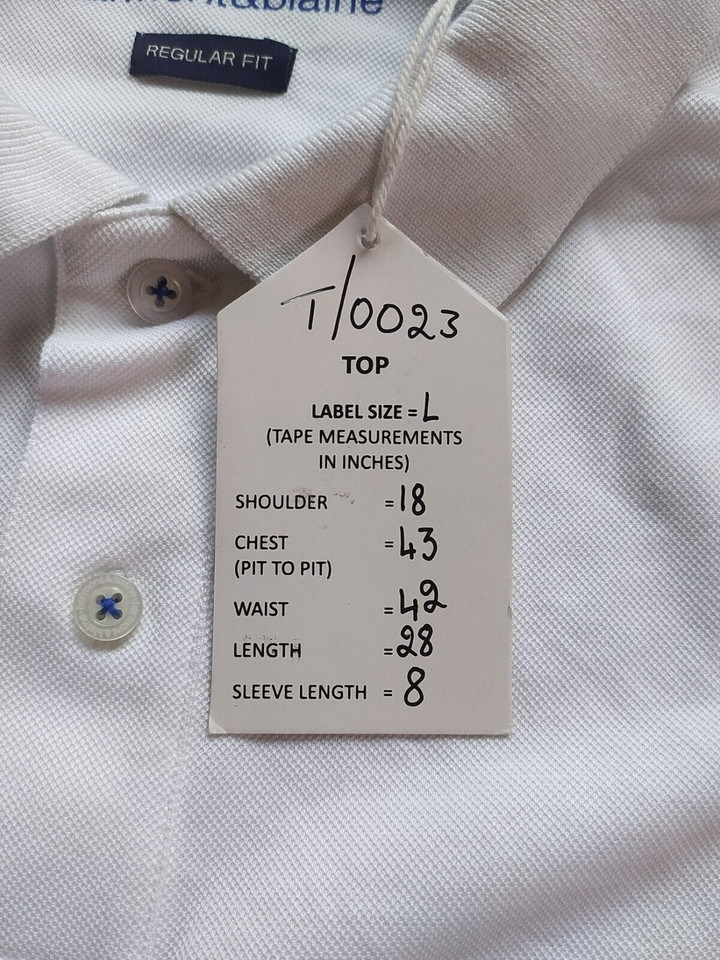 &blaine
REGULAR FIT
T/0023
TOP
LABEL SIZE = L
(TAPE MEASUREMENTS
IN INCHES)
SHOULDER = 18
CHEST = 43
(PIT TO PIT)
WAIST = 42
LENGTH = 28
SLEEVE LENGTH = 8